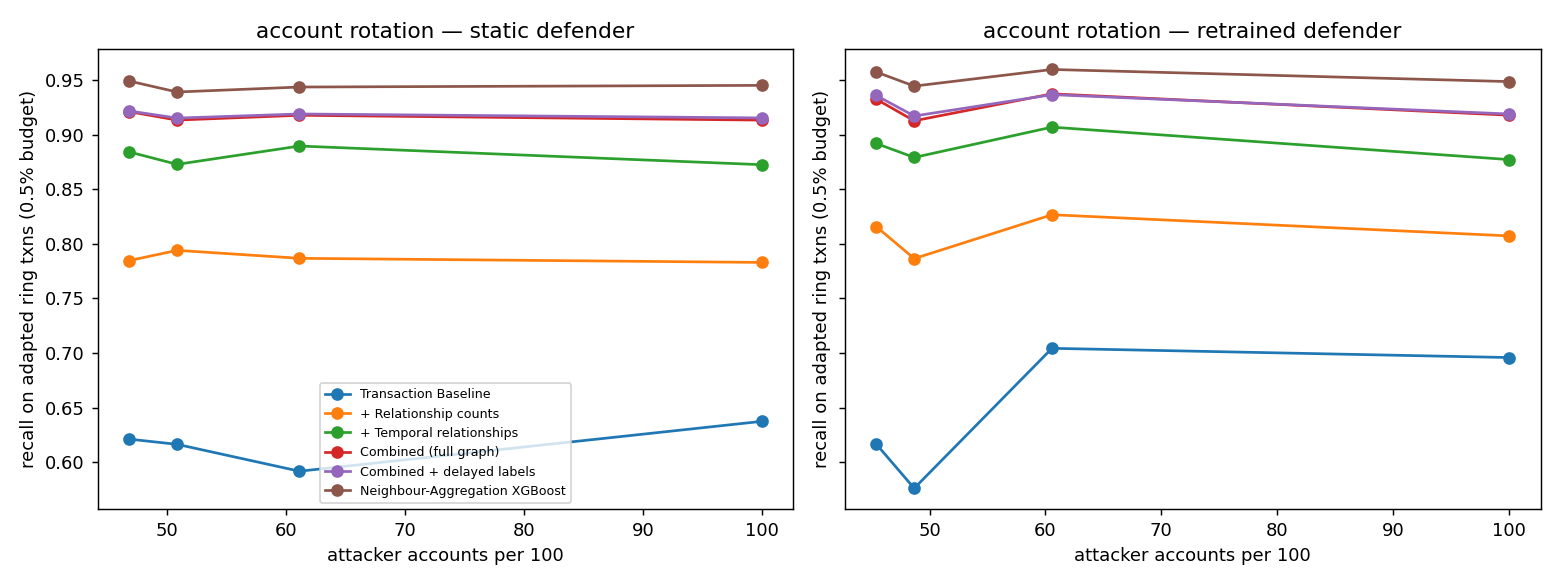 account rotation — static defender
recall on adapted ring txns (0.5% budget)
0.95
0.90
0.85
0.80
0.75
0.70
0.65
0.60
Transaction Baseline
+ Relationship counts
+ Temporal relationships
Combined (full graph)
Combined + delayed labels
Neighbour-Aggregation XGBoost
50
60
70
80
90
100
attacker accounts per 100
account rotation — retrained defender
recall on adapted ring txns (0.5% budget)
50
60
70
80
90
100
attacker accounts per 100